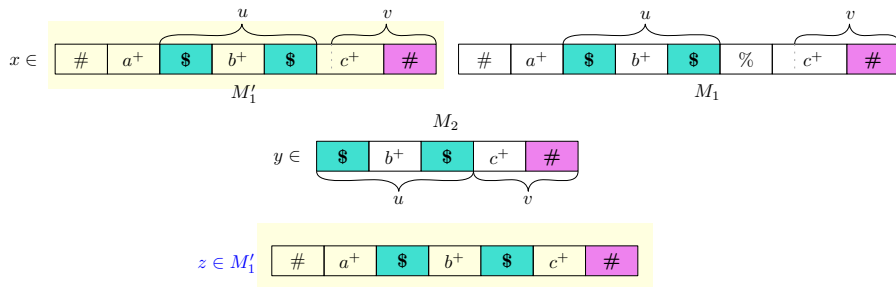 u v u v
x ∈ # a⁺ $ b⁺ $ c⁺ # # a⁺ $ b⁺ $ % c⁺ #
M₁′ M₁
M₂
y ∈ $ b⁺ $ c⁺ #
u v
z ∈ M₁′ # a⁺ $ b⁺ $ c⁺ #